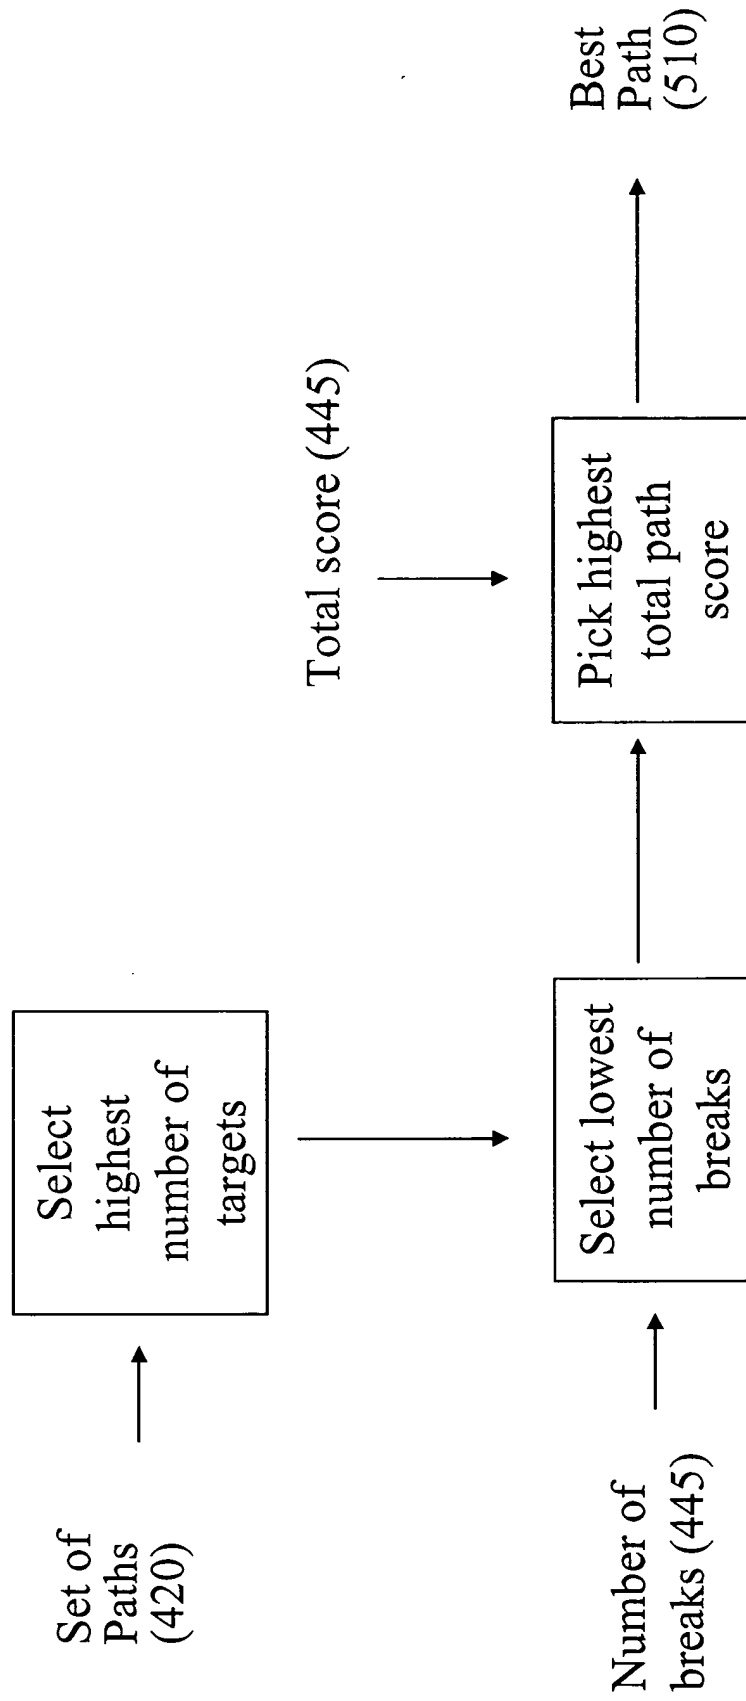 Set of
Paths
(420)
Select
highest
number of
targets
Number of
breaks (445)
Select lowest
number of
breaks
Total score (445)
Pick highest
total path
score
Best
Path
(510)